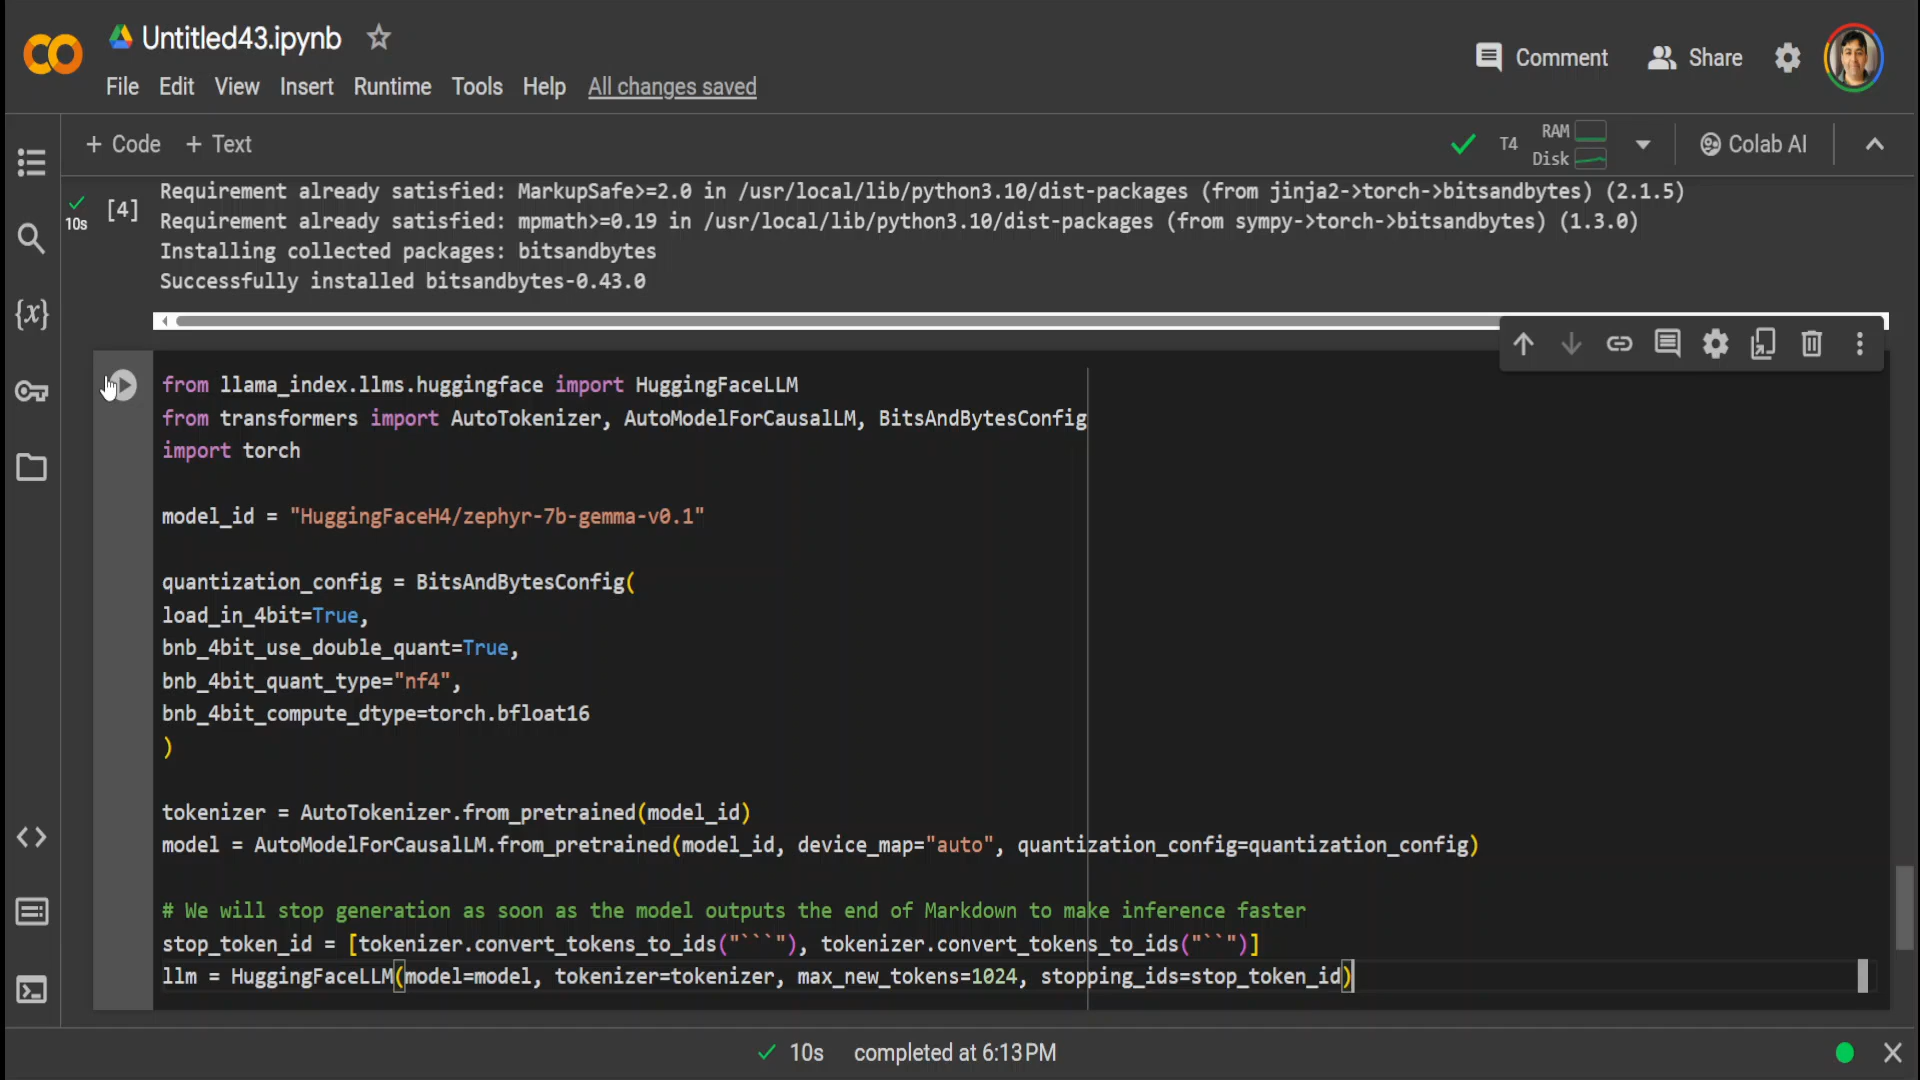 Untitled43.ipynb
Comment
Share
File Edit View Insert Runtime Tools Help All changes saved
+ Code + Text
T4
RAM
Disk
Colab AI
10s
[4]
Requirement already satisfied: MarkupSafe>=2.0 in /usr/local/lib/python3.10/dist-packages (from jinja2->torch->bitsandbytes) (2.1.5)
Requirement already satisfied: mpmath>=0.19 in /usr/local/lib/python3.10/dist-packages (from sympy->torch->bitsandbytes) (1.3.0)
Installing collected packages: bitsandbytes
Successfully installed bitsandbytes-0.43.0
{x}
from llama_index.llms.huggingface import HuggingFaceLLM
from transformers import AutoTokenizer, AutoModelForCausalLM, BitsAndBytesConfig
import torch
model_id = "HuggingFaceH4/zephyr-7b-gemma-v0.1"
quantization_config = BitsAndBytesConfig(
load_in_4bit=True,
bnb_4bit_use_double_quant=True,
bnb_4bit_quant_type="nf4",
bnb_4bit_compute_dtype=torch.bfloat16
)
tokenizer = AutoTokenizer.from_pretrained(model_id)
model = AutoModelForCausalLM.from_pretrained(model_id, device_map="auto", quantization_config=quantization_config)
# We will stop generation as soon as the model outputs the end of Markdown to make inference faster
stop_token_id = [tokenizer.convert_tokens_to_ids("```"), tokenizer.convert_tokens_to_ids("``")]
llm = HuggingFaceLLM(model=model, tokenizer=tokenizer, max_new_tokens=1024, stopping_ids=stop_token_id)
10s completed at 6:13 PM